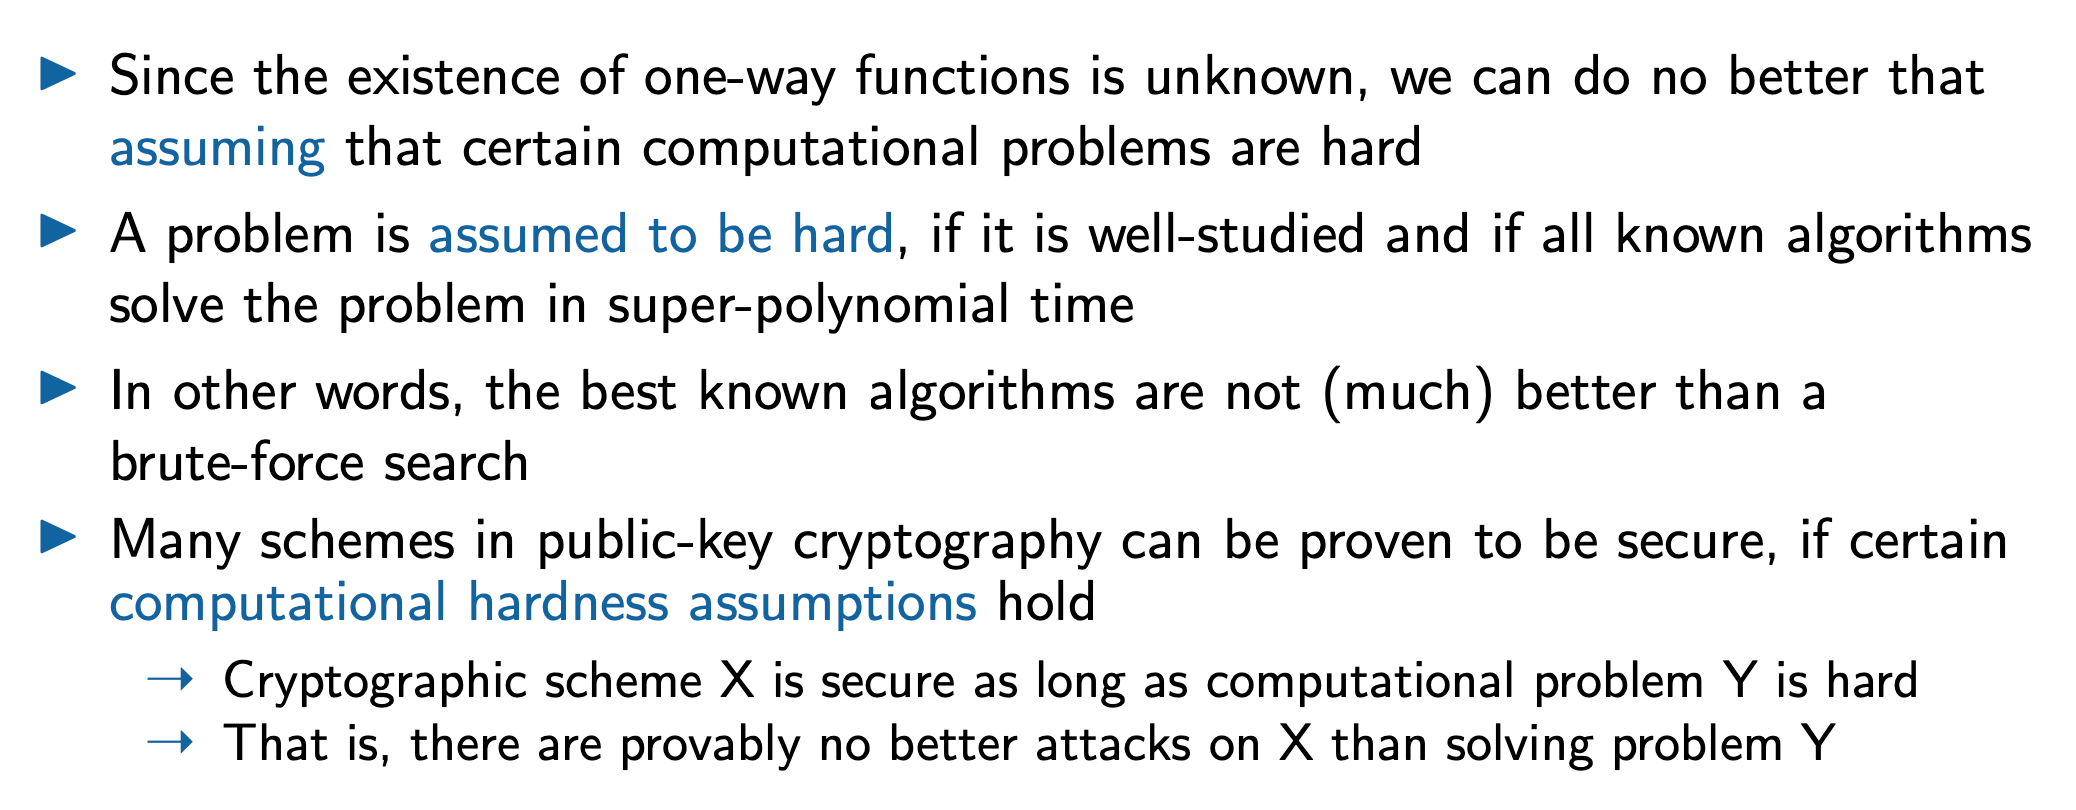 ▶ Since the existence of one-way functions is unknown, we can do no better that
assuming that certain computational problems are hard
▶ A problem is assumed to be hard, if it is well-studied and if all known algorithms
solve the problem in super-polynomial time
▶ In other words, the best known algorithms are not (much) better than a
brute-force search
▶ Many schemes in public-key cryptography can be proven to be secure, if certain
computational hardness assumptions hold
→ Cryptographic scheme X is secure as long as computational problem Y is hard
→ That is, there are provably no better attacks on X than solving problem Y